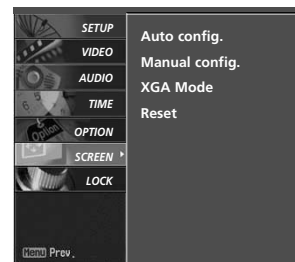 SETUP
VIDEO
AUDIO
TIME
OPTION
SCREEN
LOCK
Menu Prev.
Auto config.
Manual config.
XGA Mode
Reset